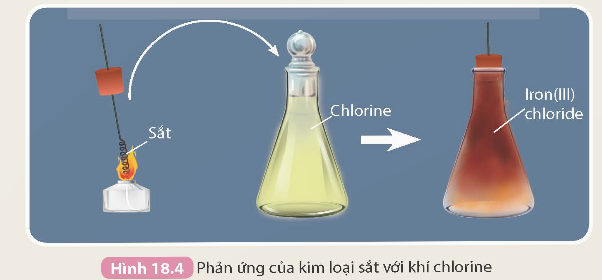 Sắt
Chlorine
Iron(III)
chloride
Hình 18.4 Phản ứng của kim loại sắt với khí chlorine